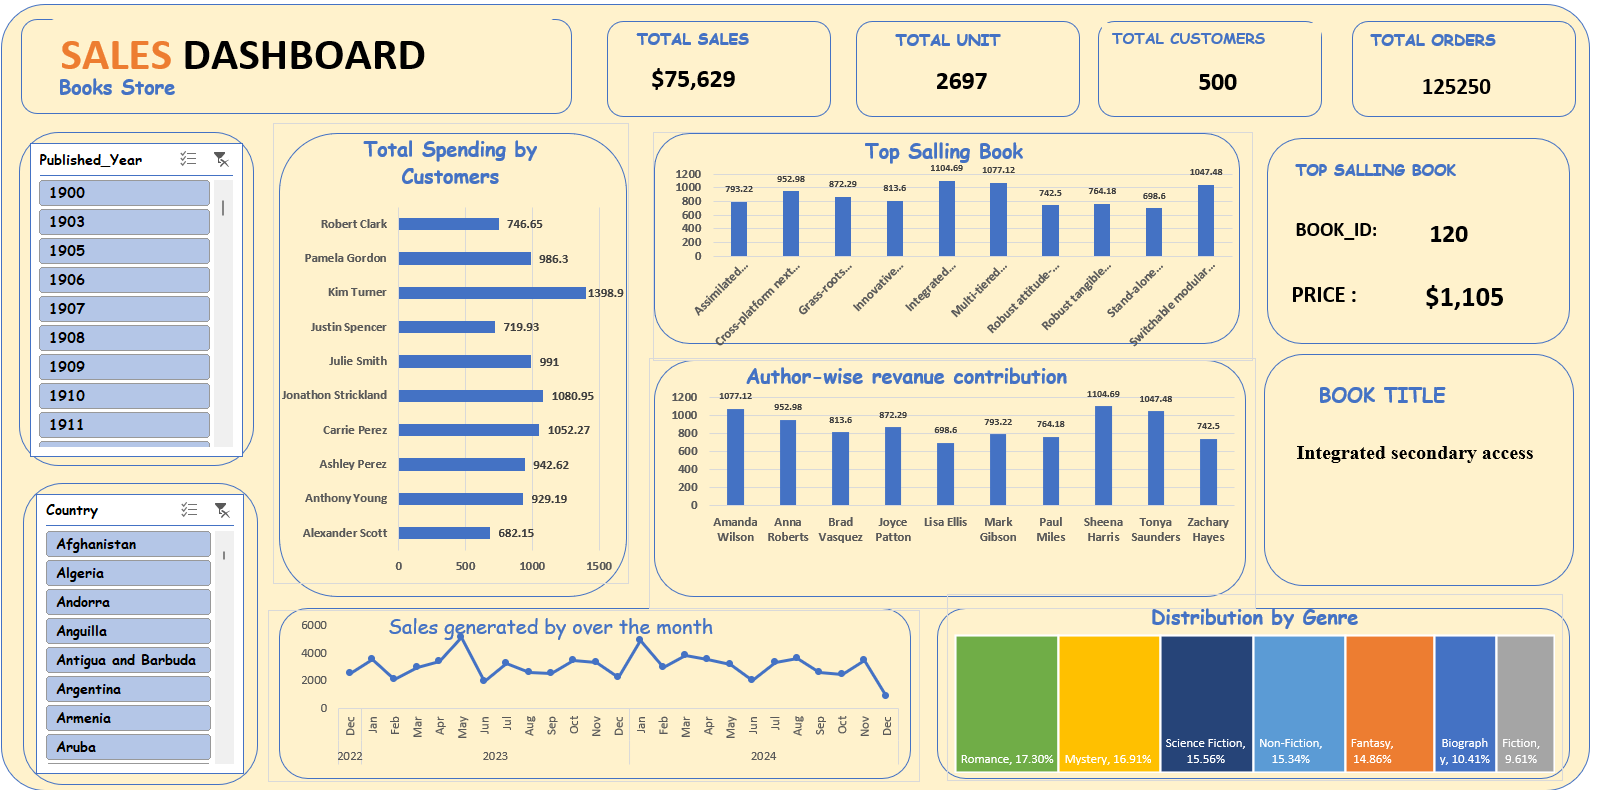 SALES DASHBOARD
Books Store
TOTAL SALES
$75,629
TOTAL UNIT
2697
TOTAL CUSTOMERS
500
TOTAL ORDERS
125250
Published_Year
1900
1903
1905
1906
1907
1908
1909
1910
1911
Country
Afghanistan
Algeria
Andorra
Anguilla
Antigua and Barbuda
Argentina
Armenia
Aruba
Total Spending by
Customers
Robert Clark 746.65
Pamela Gordon 986.3
Kim Turner 1398.9
Justin Spencer 719.93
Julie Smith 991
Jonathon Strickland 1080.95
Carrie Perez 1052.27
Ashley Perez 942.62
Anthony Young 929.19
Alexander Scott 682.15
0 500 1000 1500
Top Salling Book
1200
1000
800
600
400
200
0
793.22 952.98 872.29 813.6 1104.69 1077.12 742.5 764.18 698.6 1047.48
Assimilated...
Cross-platform next...
Grass-roots...
Innovative...
Integrated...
Multi-tiered...
Robust attitude-...
Robust tangible...
Stand-alone...
Switchable modular...
TOP SALLING BOOK
BOOK_ID: 120
PRICE : $1,105
Author-wise revanue contribution
1200
1000
800
600
400
200
0
1077.12 952.98 813.6 872.29 698.6 793.22 764.18 1104.69 1047.48 742.5
Amanda Anna Brad Joyce Lisa Ellis Mark Paul Sheena Tonya Zachary
Wilson Roberts Vasquez Patton Gibson Miles Harris Saunders Hayes
BOOK TITLE
Integrated secondary access
Sales generated by over the month
6000
4000
2000
0
Dec Jan Feb Mar Apr May Jun Jul Aug Sep Oct Nov Dec Jan Feb Mar Apr May Jun Jul Aug Sep Oct Nov Dec
2022 2023 2024
Distribution by Genre
Romance, 17.30%
Mystery, 16.91%
Science Fiction,
15.56%
Non-Fiction,
15.34%
Fantasy,
14.86%
Biograph
y, 10.41%
Fiction,
9.61%